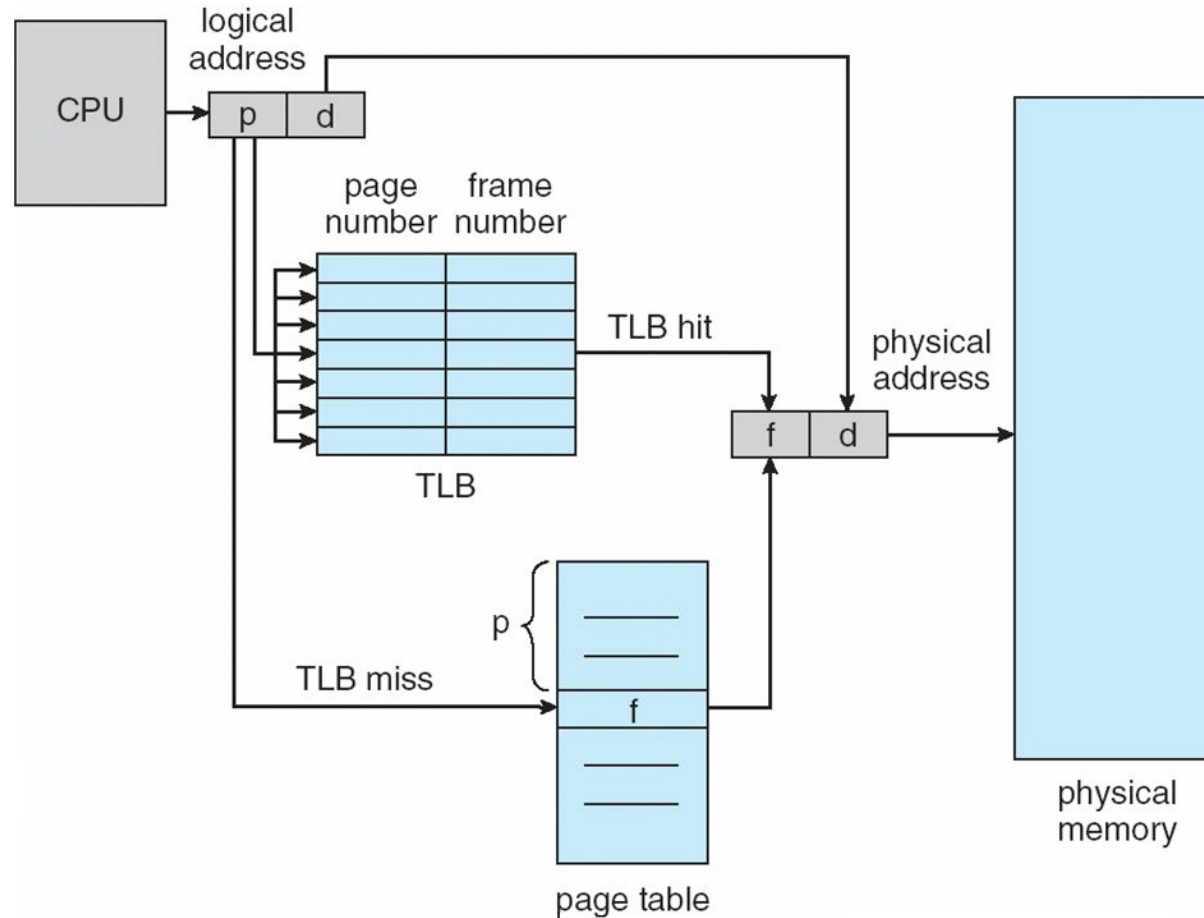 logical
address
CPU
p
d
page
number
frame
number
TLB hit
physical
address
f
d
TLB
p
TLB miss
f
physical
memory
page table